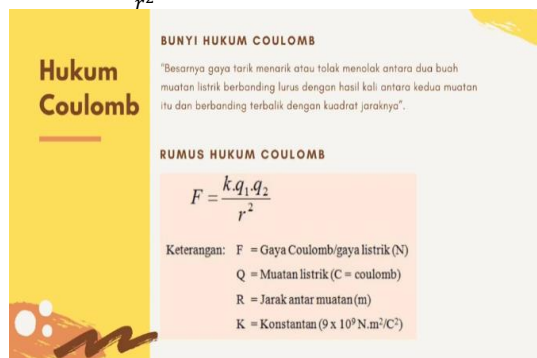 r²
Hukum
Coulomb
BUNYI HUKUM COULOMB
"Besarnya gaya tarik menarik atau tolak menolak antara dua buah
muatan listrik berbanding lurus dengan hasil kali antara kedua muatan
itu dan berbanding terbalik dengan kuadrat jaraknya".
RUMUS HUKUM COULOMB
F = k.q₁.q₂ / r²
Keterangan: F = Gaya Coulomb/gaya listrik (N)
Q = Muatan listrik (C = coulomb)
R = Jarak antar muatan (m)
K = Konstantan (9 x 10⁹ N.m²/C²)